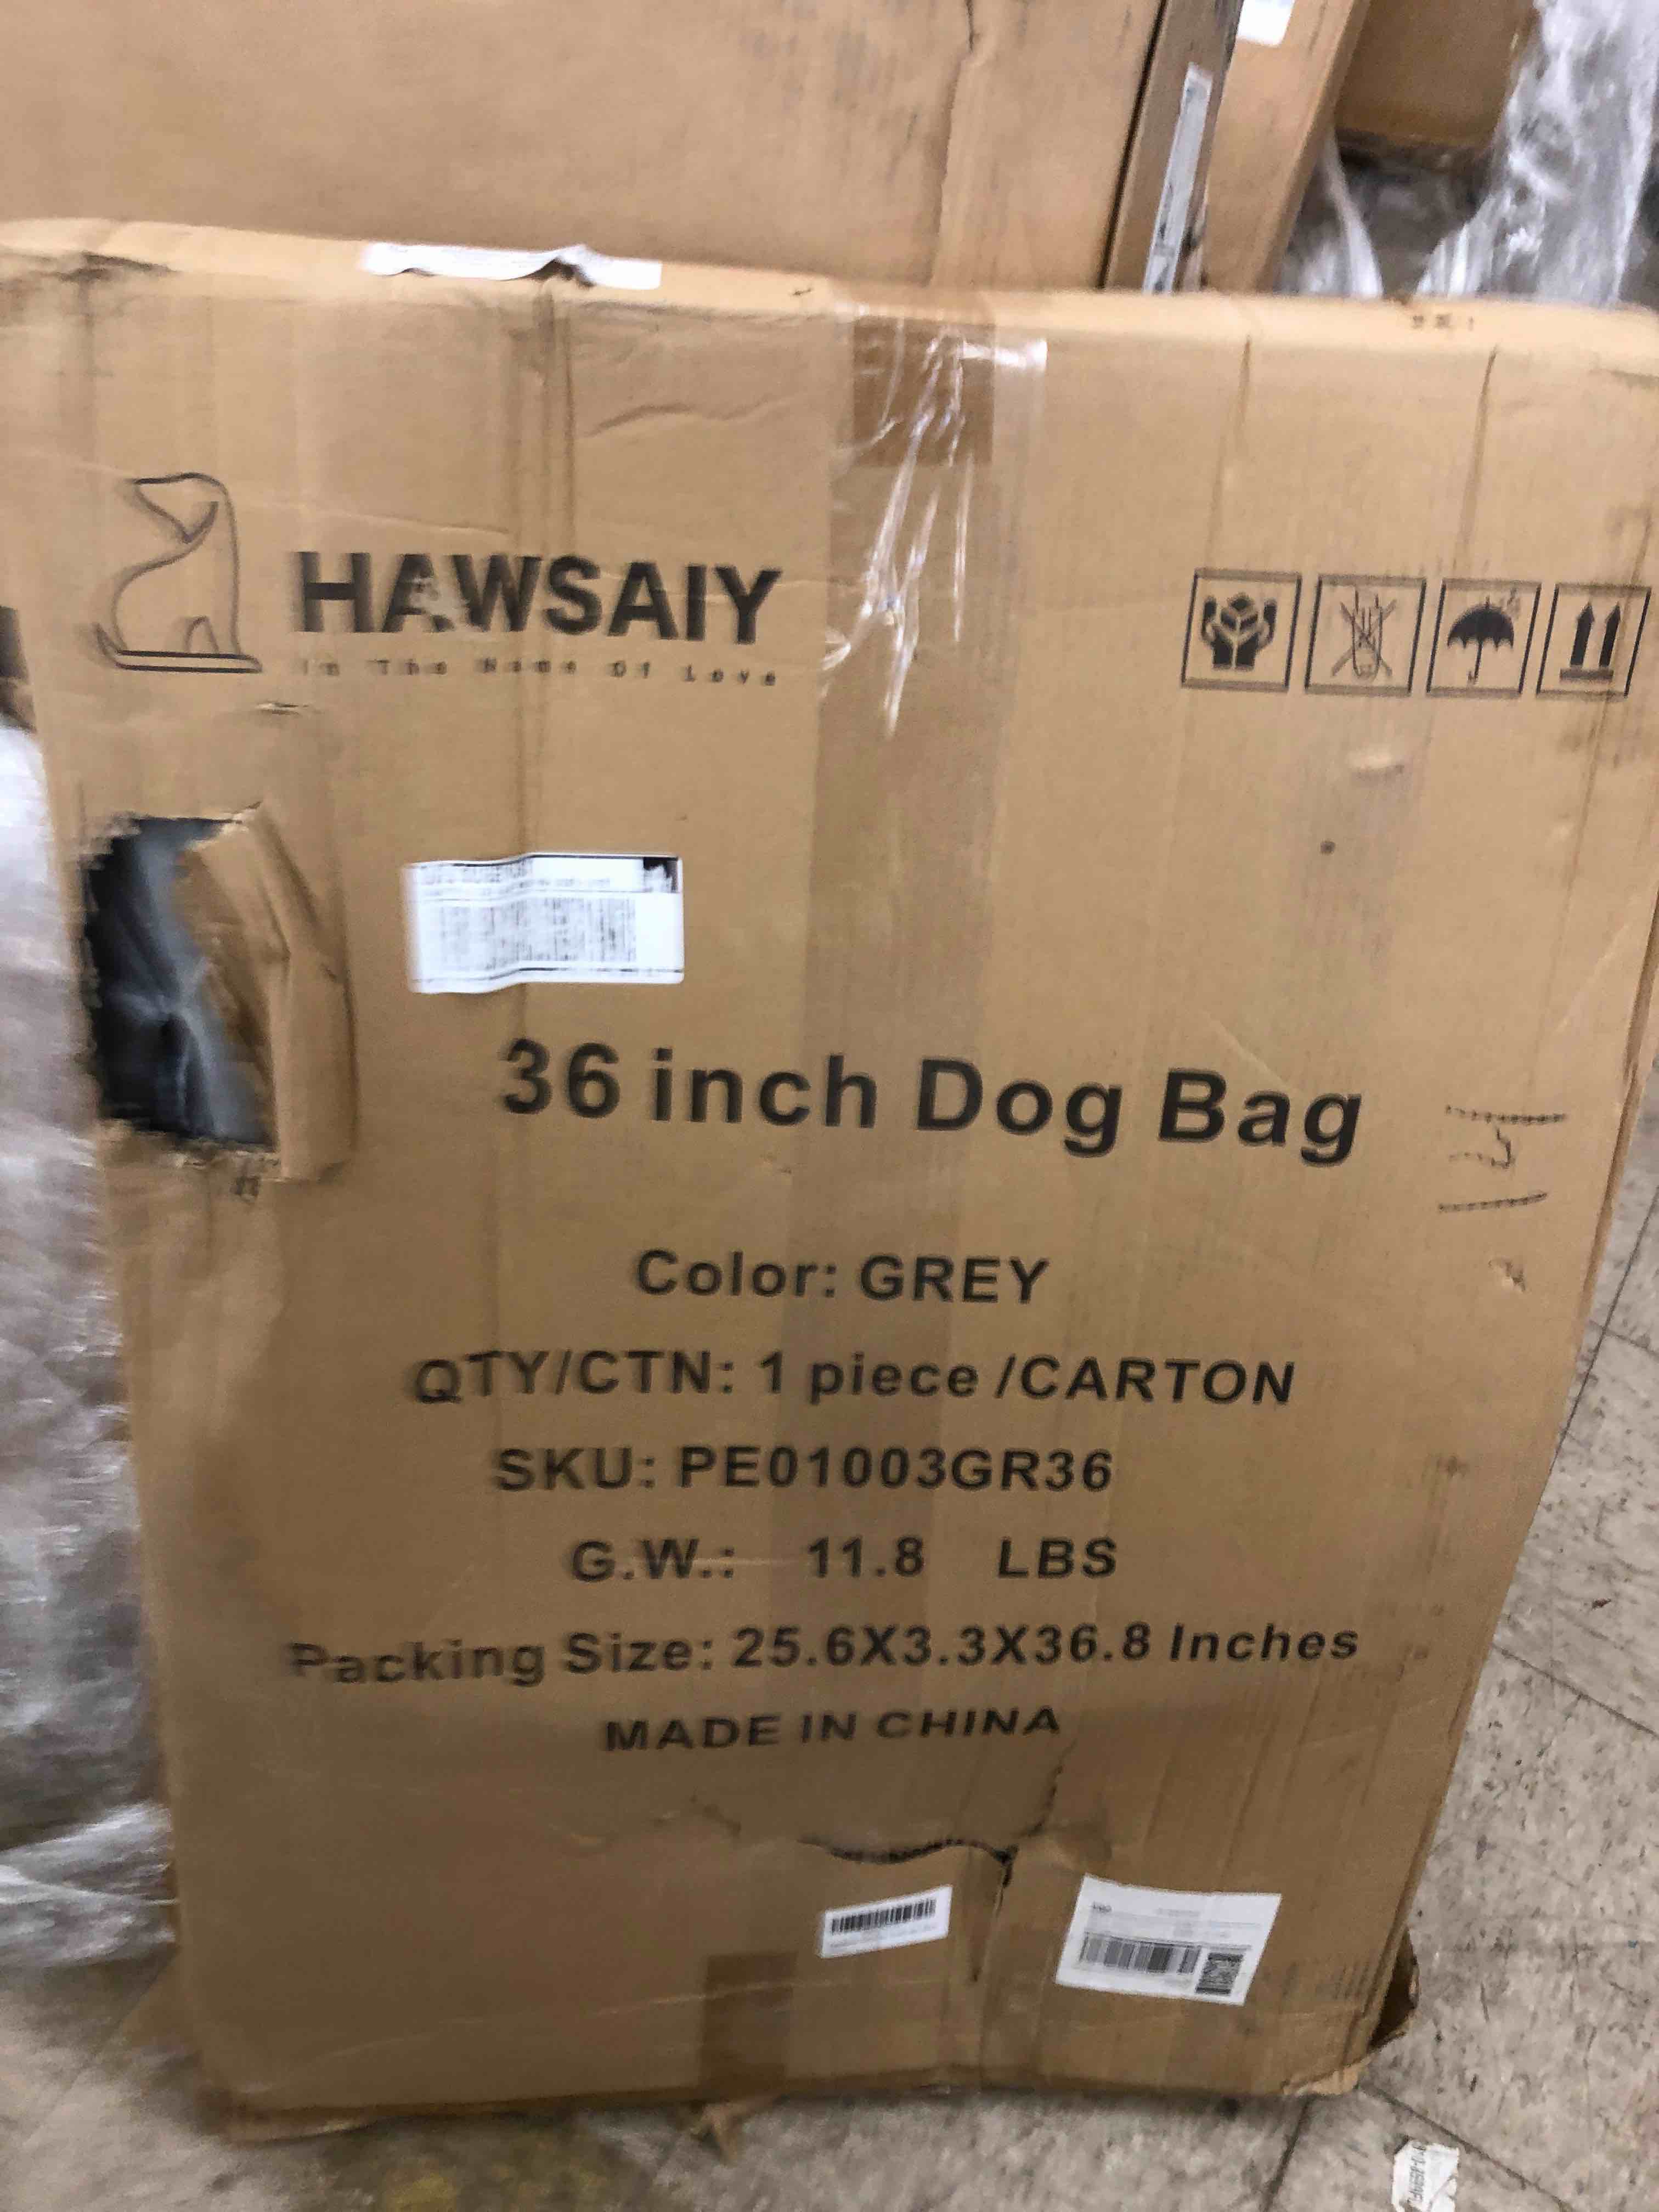 HAWSAIY
In The Name Of Love
36 inch Dog Bag
Color: GREY
QTY/CTN: 1 piece /CARTON
SKU: PE01003GR36
G.W.: 11.8 LBS
Packing Size: 25.6X3.3X36.8 Inches
MADE IN CHINA